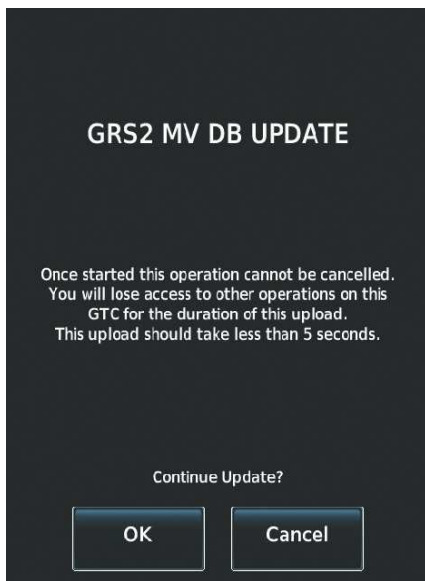 GRS2 MV DB UPDATE
Once started this operation cannot be cancelled.
You will lose access to other operations on this
GTC for the duration of this upload.
This upload should take less than 5 seconds.
Continue Update?
OK
Cancel